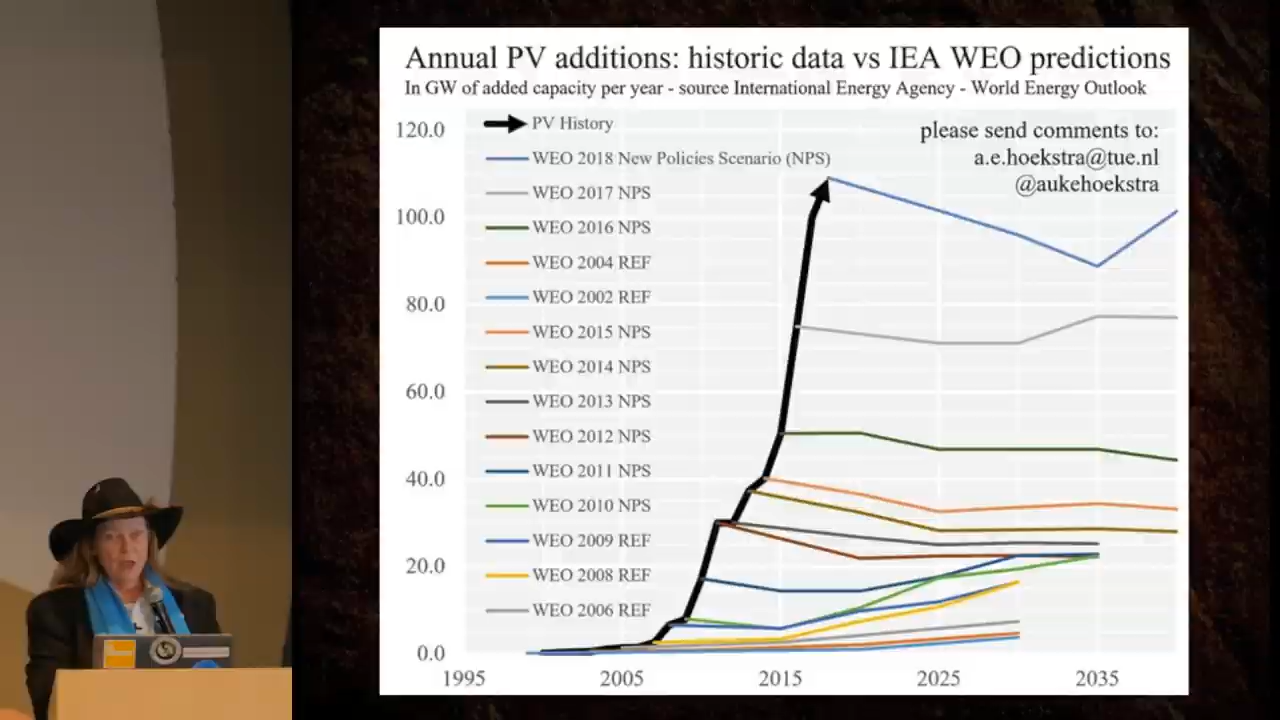 Annual PV additions: historic data vs IEA WEO predictions
In GW of added capacity per year - source International Energy Agency - World Energy Outlook
120.0
100.0
80.0
60.0
40.0
20.0
0.0
PV History
WEO 2018 New Policies Scenario (NPS)
WEO 2017 NPS
WEO 2016 NPS
WEO 2004 REF
WEO 2002 REF
WEO 2015 NPS
WEO 2014 NPS
WEO 2013 NPS
WEO 2012 NPS
WEO 2011 NPS
WEO 2010 NPS
WEO 2009 REF
WEO 2008 REF
WEO 2006 REF
please send comments to:
a.e.hoekstra@tue.nl
@aukehoekstra
1995
2005
2015
2025
2035